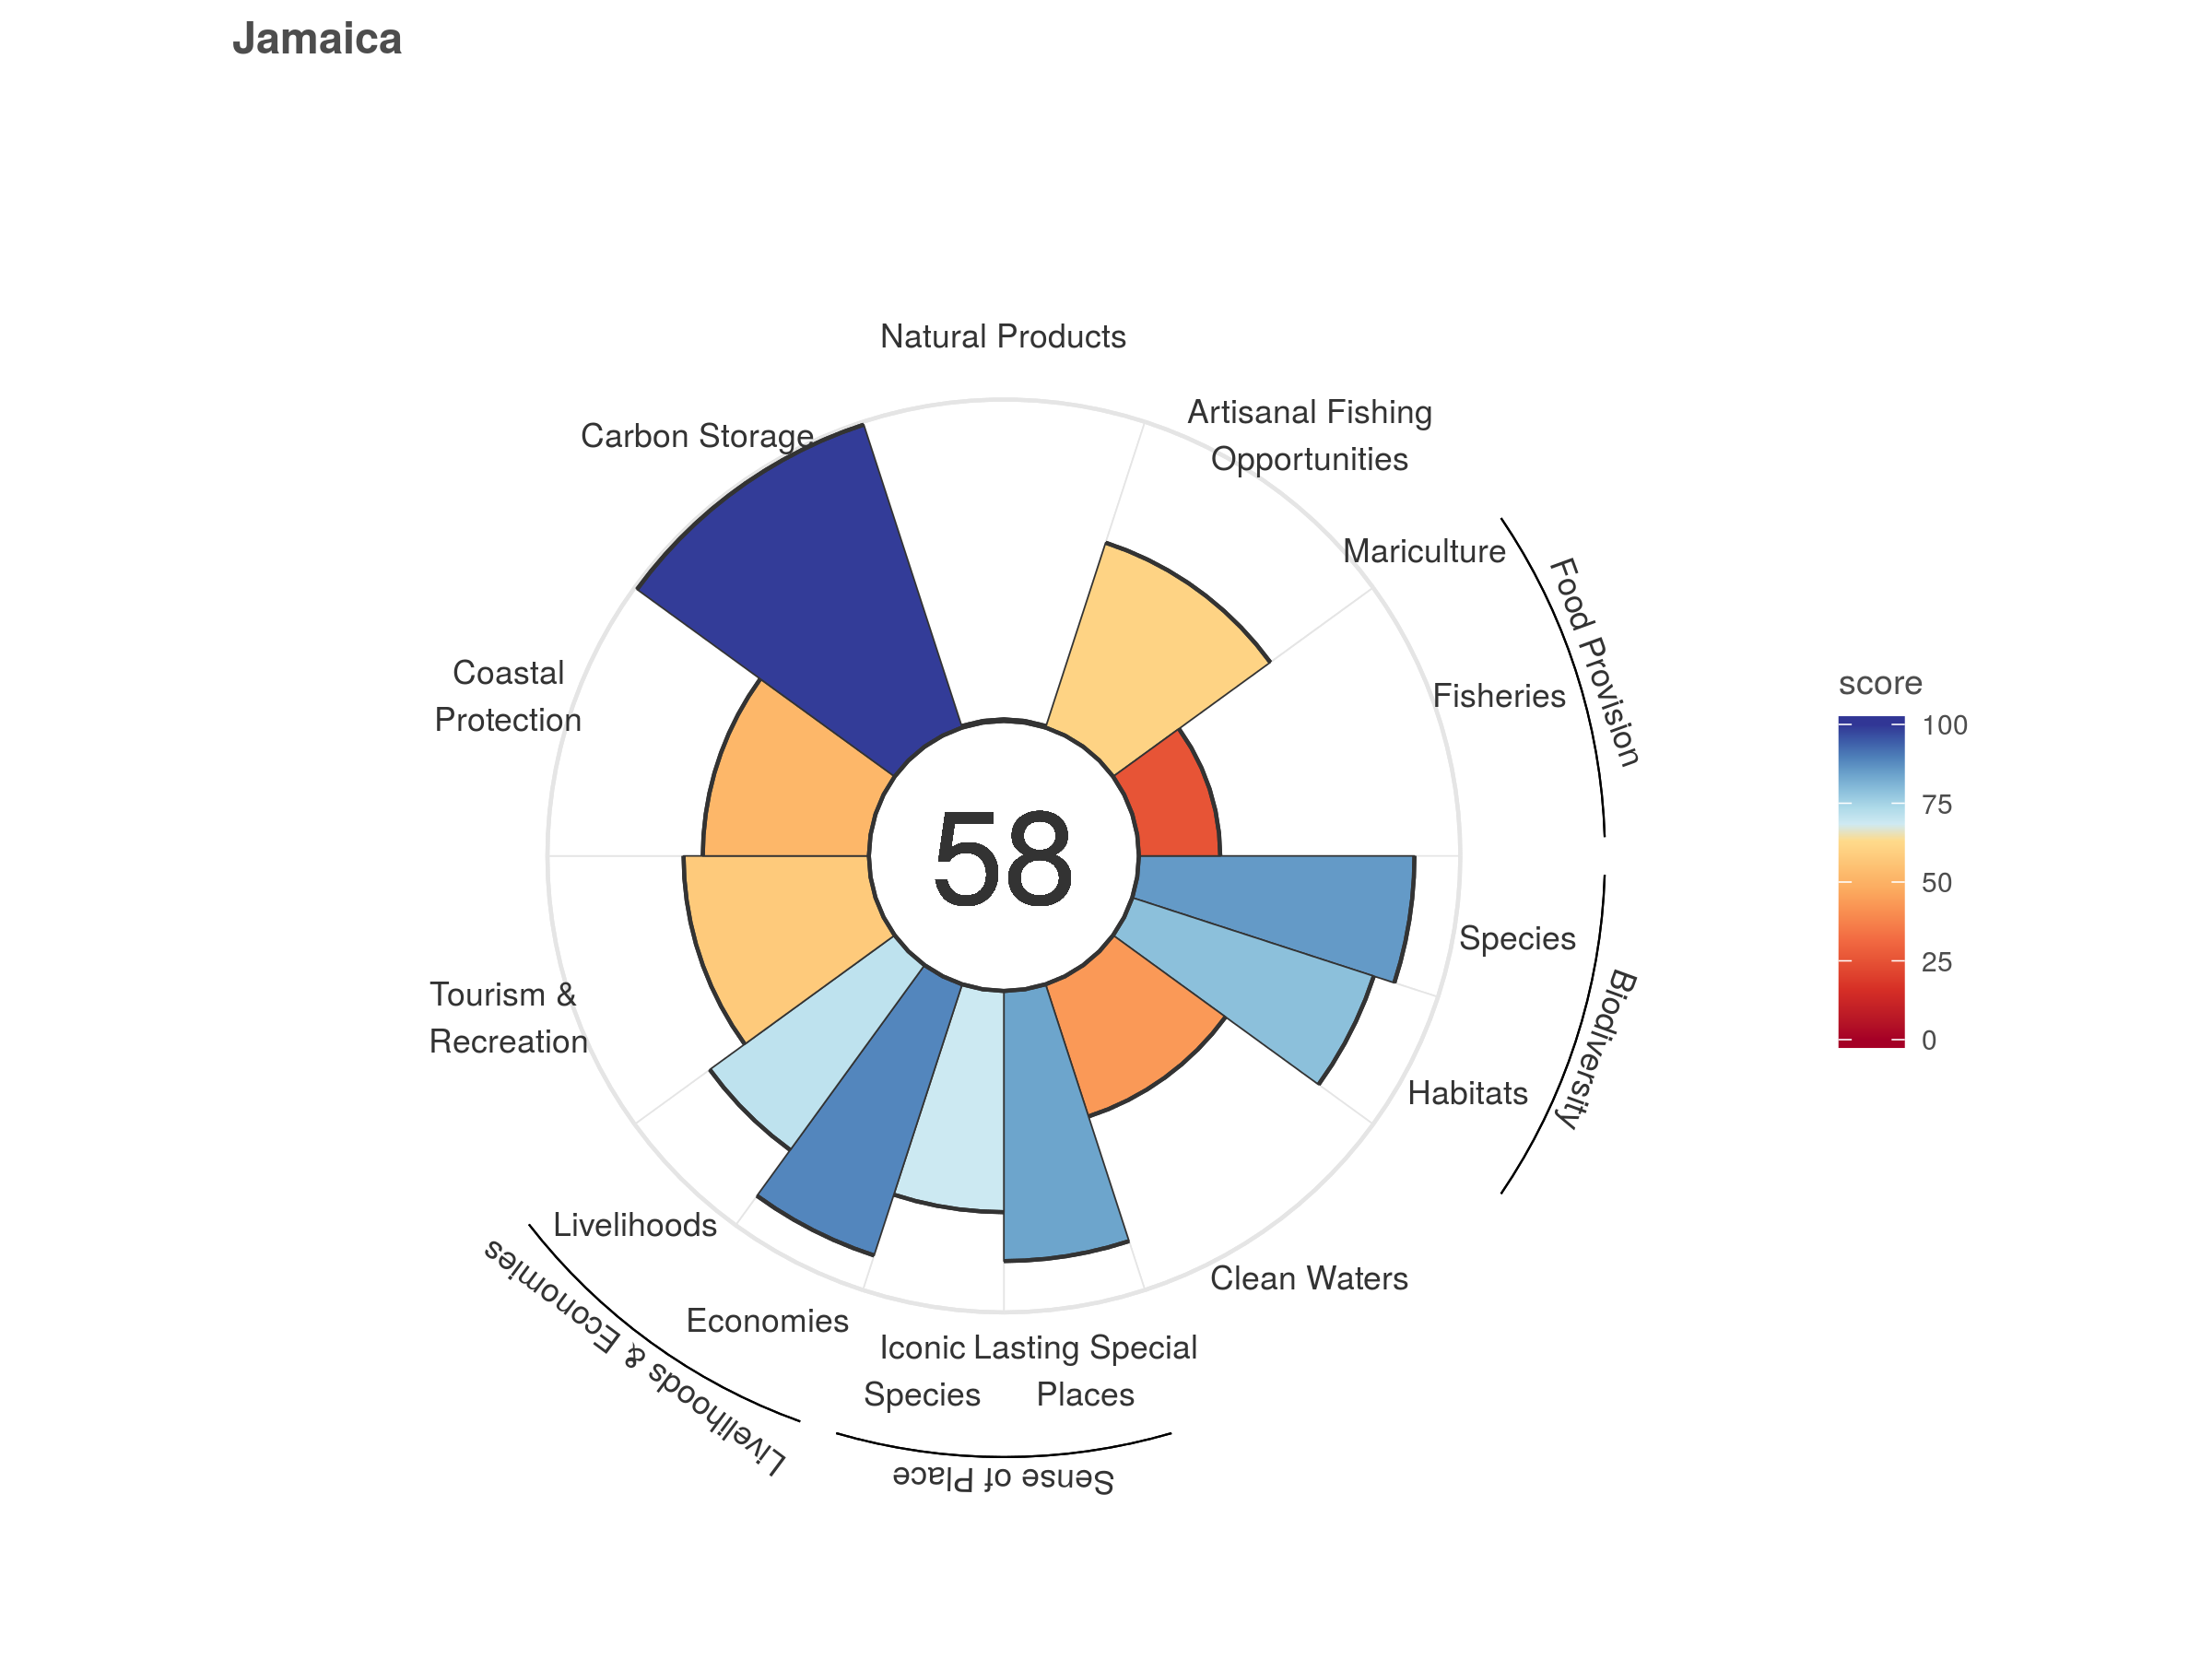 Jamaica
Natural Products
Artisanal Fishing
Opportunities
Carbon Storage
Mariculture
Food Provision
Fisheries
Coastal
Protection
score
100
75
50
25
0
58
Species
Biodiversity
Habitats
Tourism &
Recreation
Livelihoods
Livelihoods & Economies
Economies
Clean Waters
Iconic
Species
Lasting Special
Places
Sense of Place